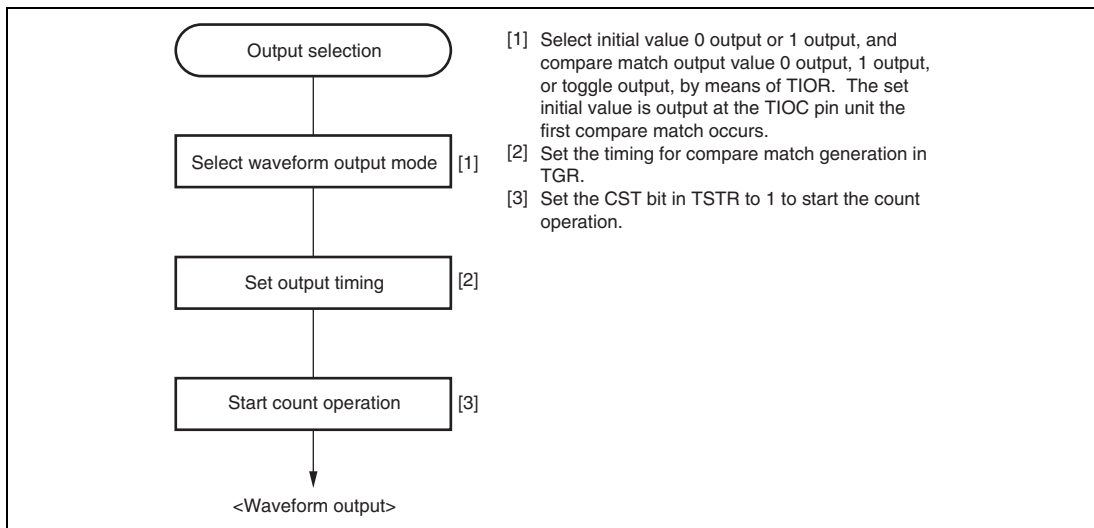 Output selection
Select waveform output mode [1]
Set output timing [2]
Start count operation [3]
<Waveform output>
[1] Select initial value 0 output or 1 output, and
compare match output value 0 output, 1 output,
or toggle output, by means of TIOR. The set
initial value is output at the TIOC pin unit the
first compare match occurs.
[2] Set the timing for compare match generation in
TGR.
[3] Set the CST bit in TSTR to 1 to start the count
operation.